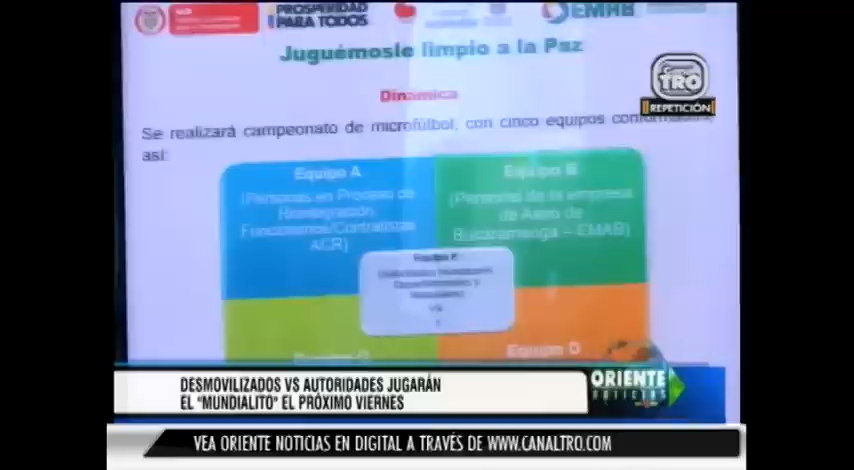 PROSPERIDAD
PARA TODOS
EMAB
Juguémosle limpio a la Paz
Canal
TRO
REPETICIÓN
Dinámica
Se realizará campeonato de microfútbol, con cinco equipos
así:
Equipo A
(Personas en Proceso de
Reintegración,
ACR)
Equipo B
(Personas de la empresa
de Aseo de
Bucaramanga – EMAB)
Equipo D
DESMOVILIZADOS VS AUTORIDADES JUGARÁN
EL "MUNDIALITO" EL PRÓXIMO VIERNES
ORIENTE
NOTICIAS
VEA ORIENTE NOTICIAS EN DIGITAL A TRAVÉS DE WWW.CANALTRO.COM